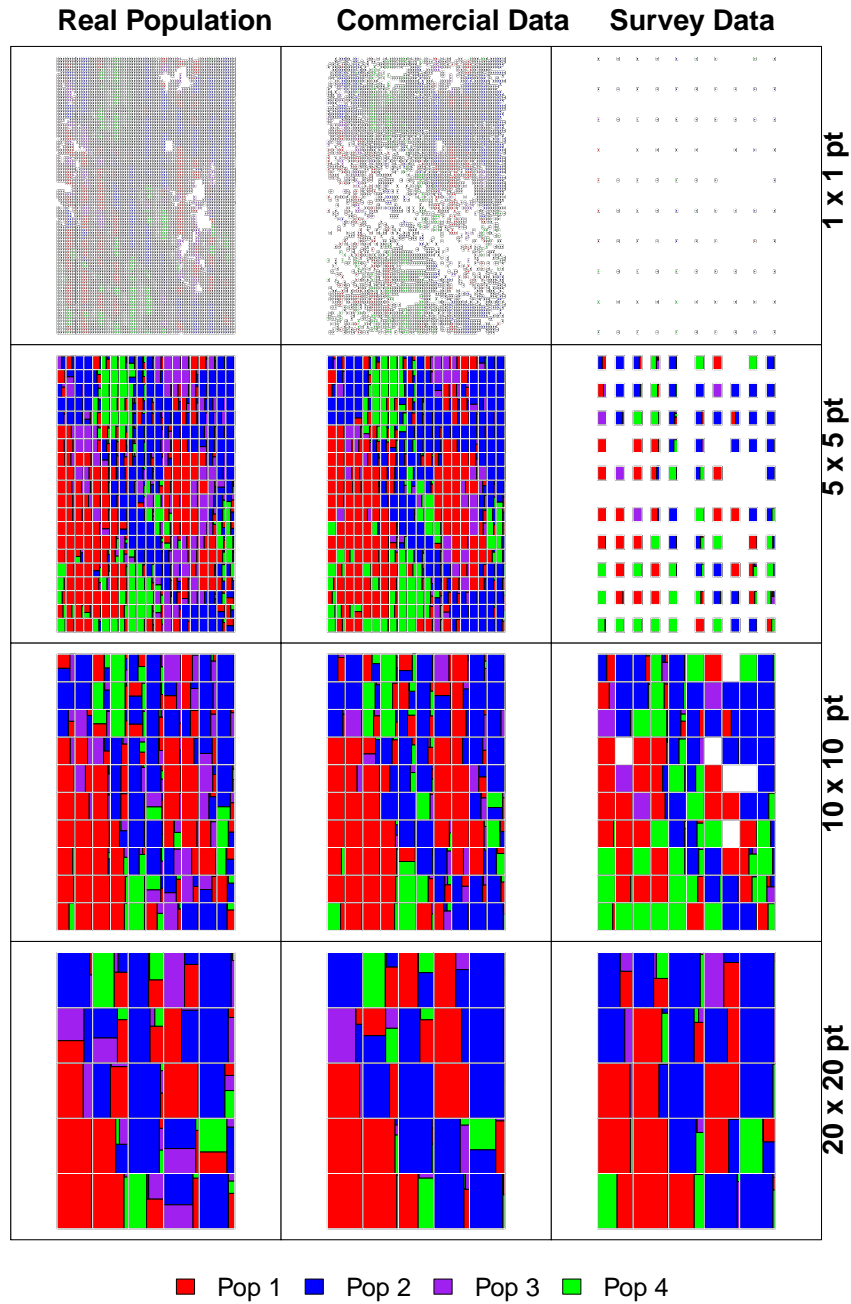 Real Population Commercial Data Survey Data
1 x 1 pt
5 x 5 pt
10 x 10 pt
20 x 20 pt
Pop 1 Pop 2 Pop 3 Pop 4